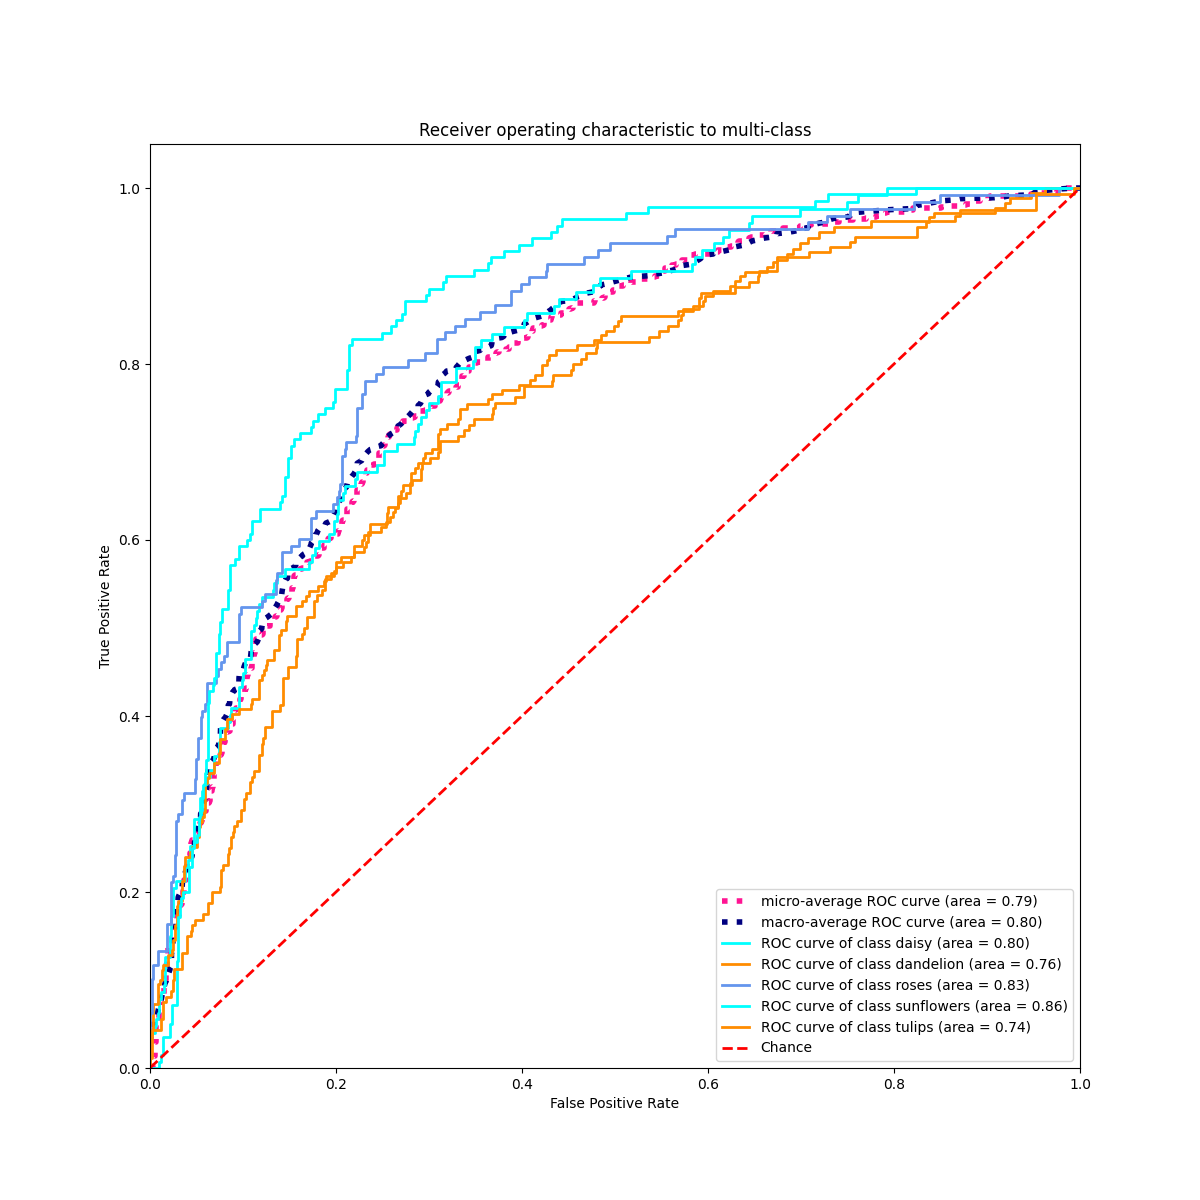 Receiver operating characteristic to multi-class
True Positive Rate
1.0
0.8
0.6
0.4
0.2
0.0
micro-average ROC curve (area = 0.79)
macro-average ROC curve (area = 0.80)
ROC curve of class daisy (area = 0.80)
ROC curve of class dandelion (area = 0.76)
ROC curve of class roses (area = 0.83)
ROC curve of class sunflowers (area = 0.86)
ROC curve of class tulips (area = 0.74)
Chance
0.0 0.2 0.4 0.6 0.8 1.0
False Positive Rate